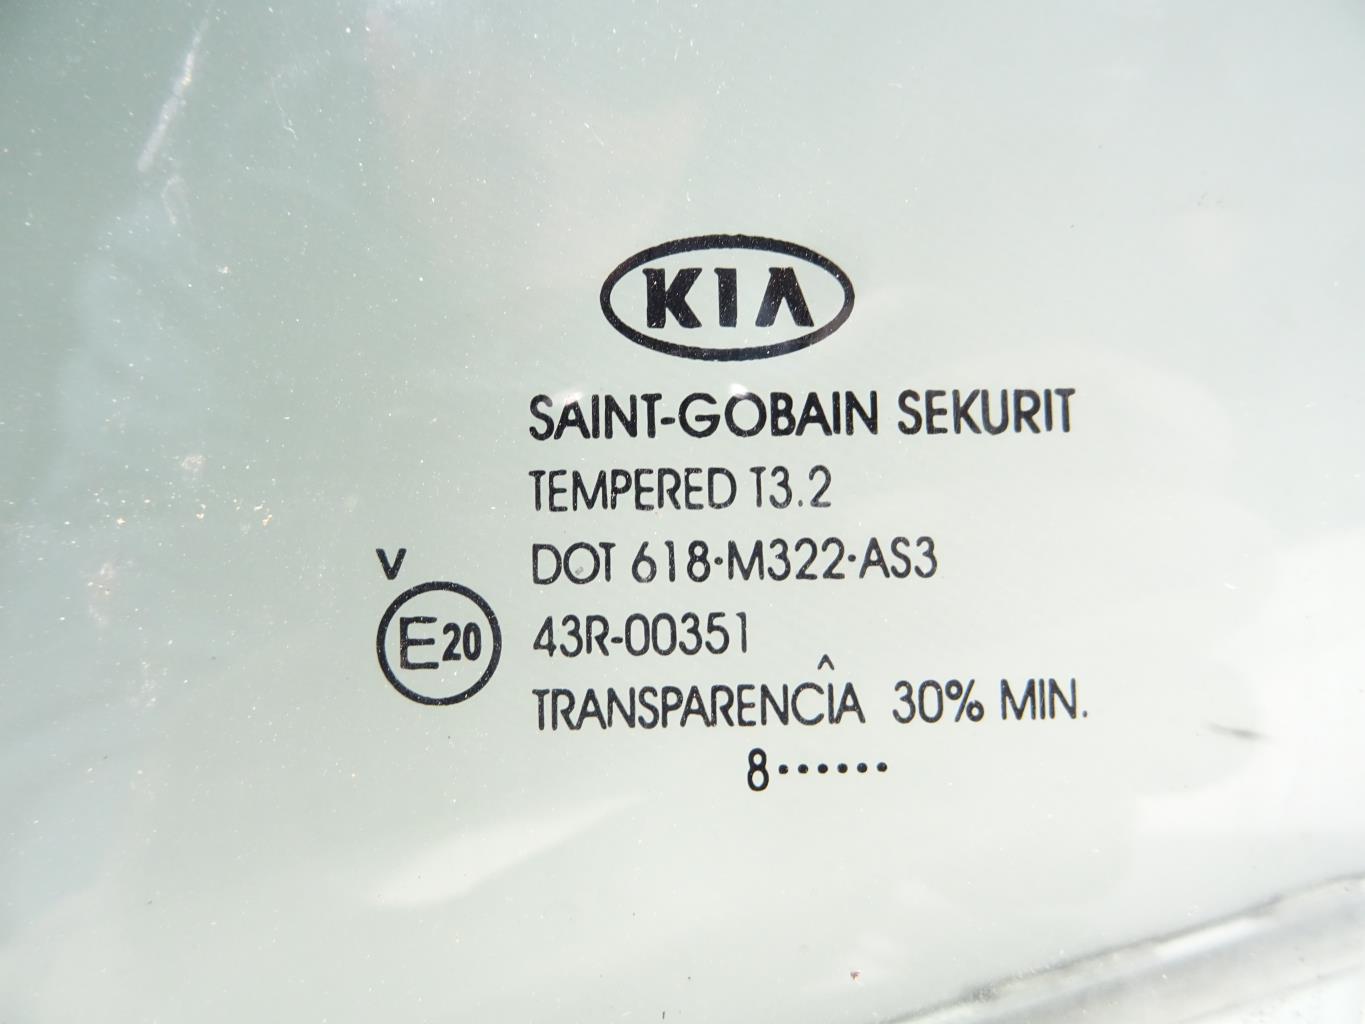 KIA
SAINT-GOBAIN SEKURIT
TEMPERED T3.2
V
DOT 618·M322·AS3
E20
43R-00351
TRANSPARENCÎA 30% MIN.
8······